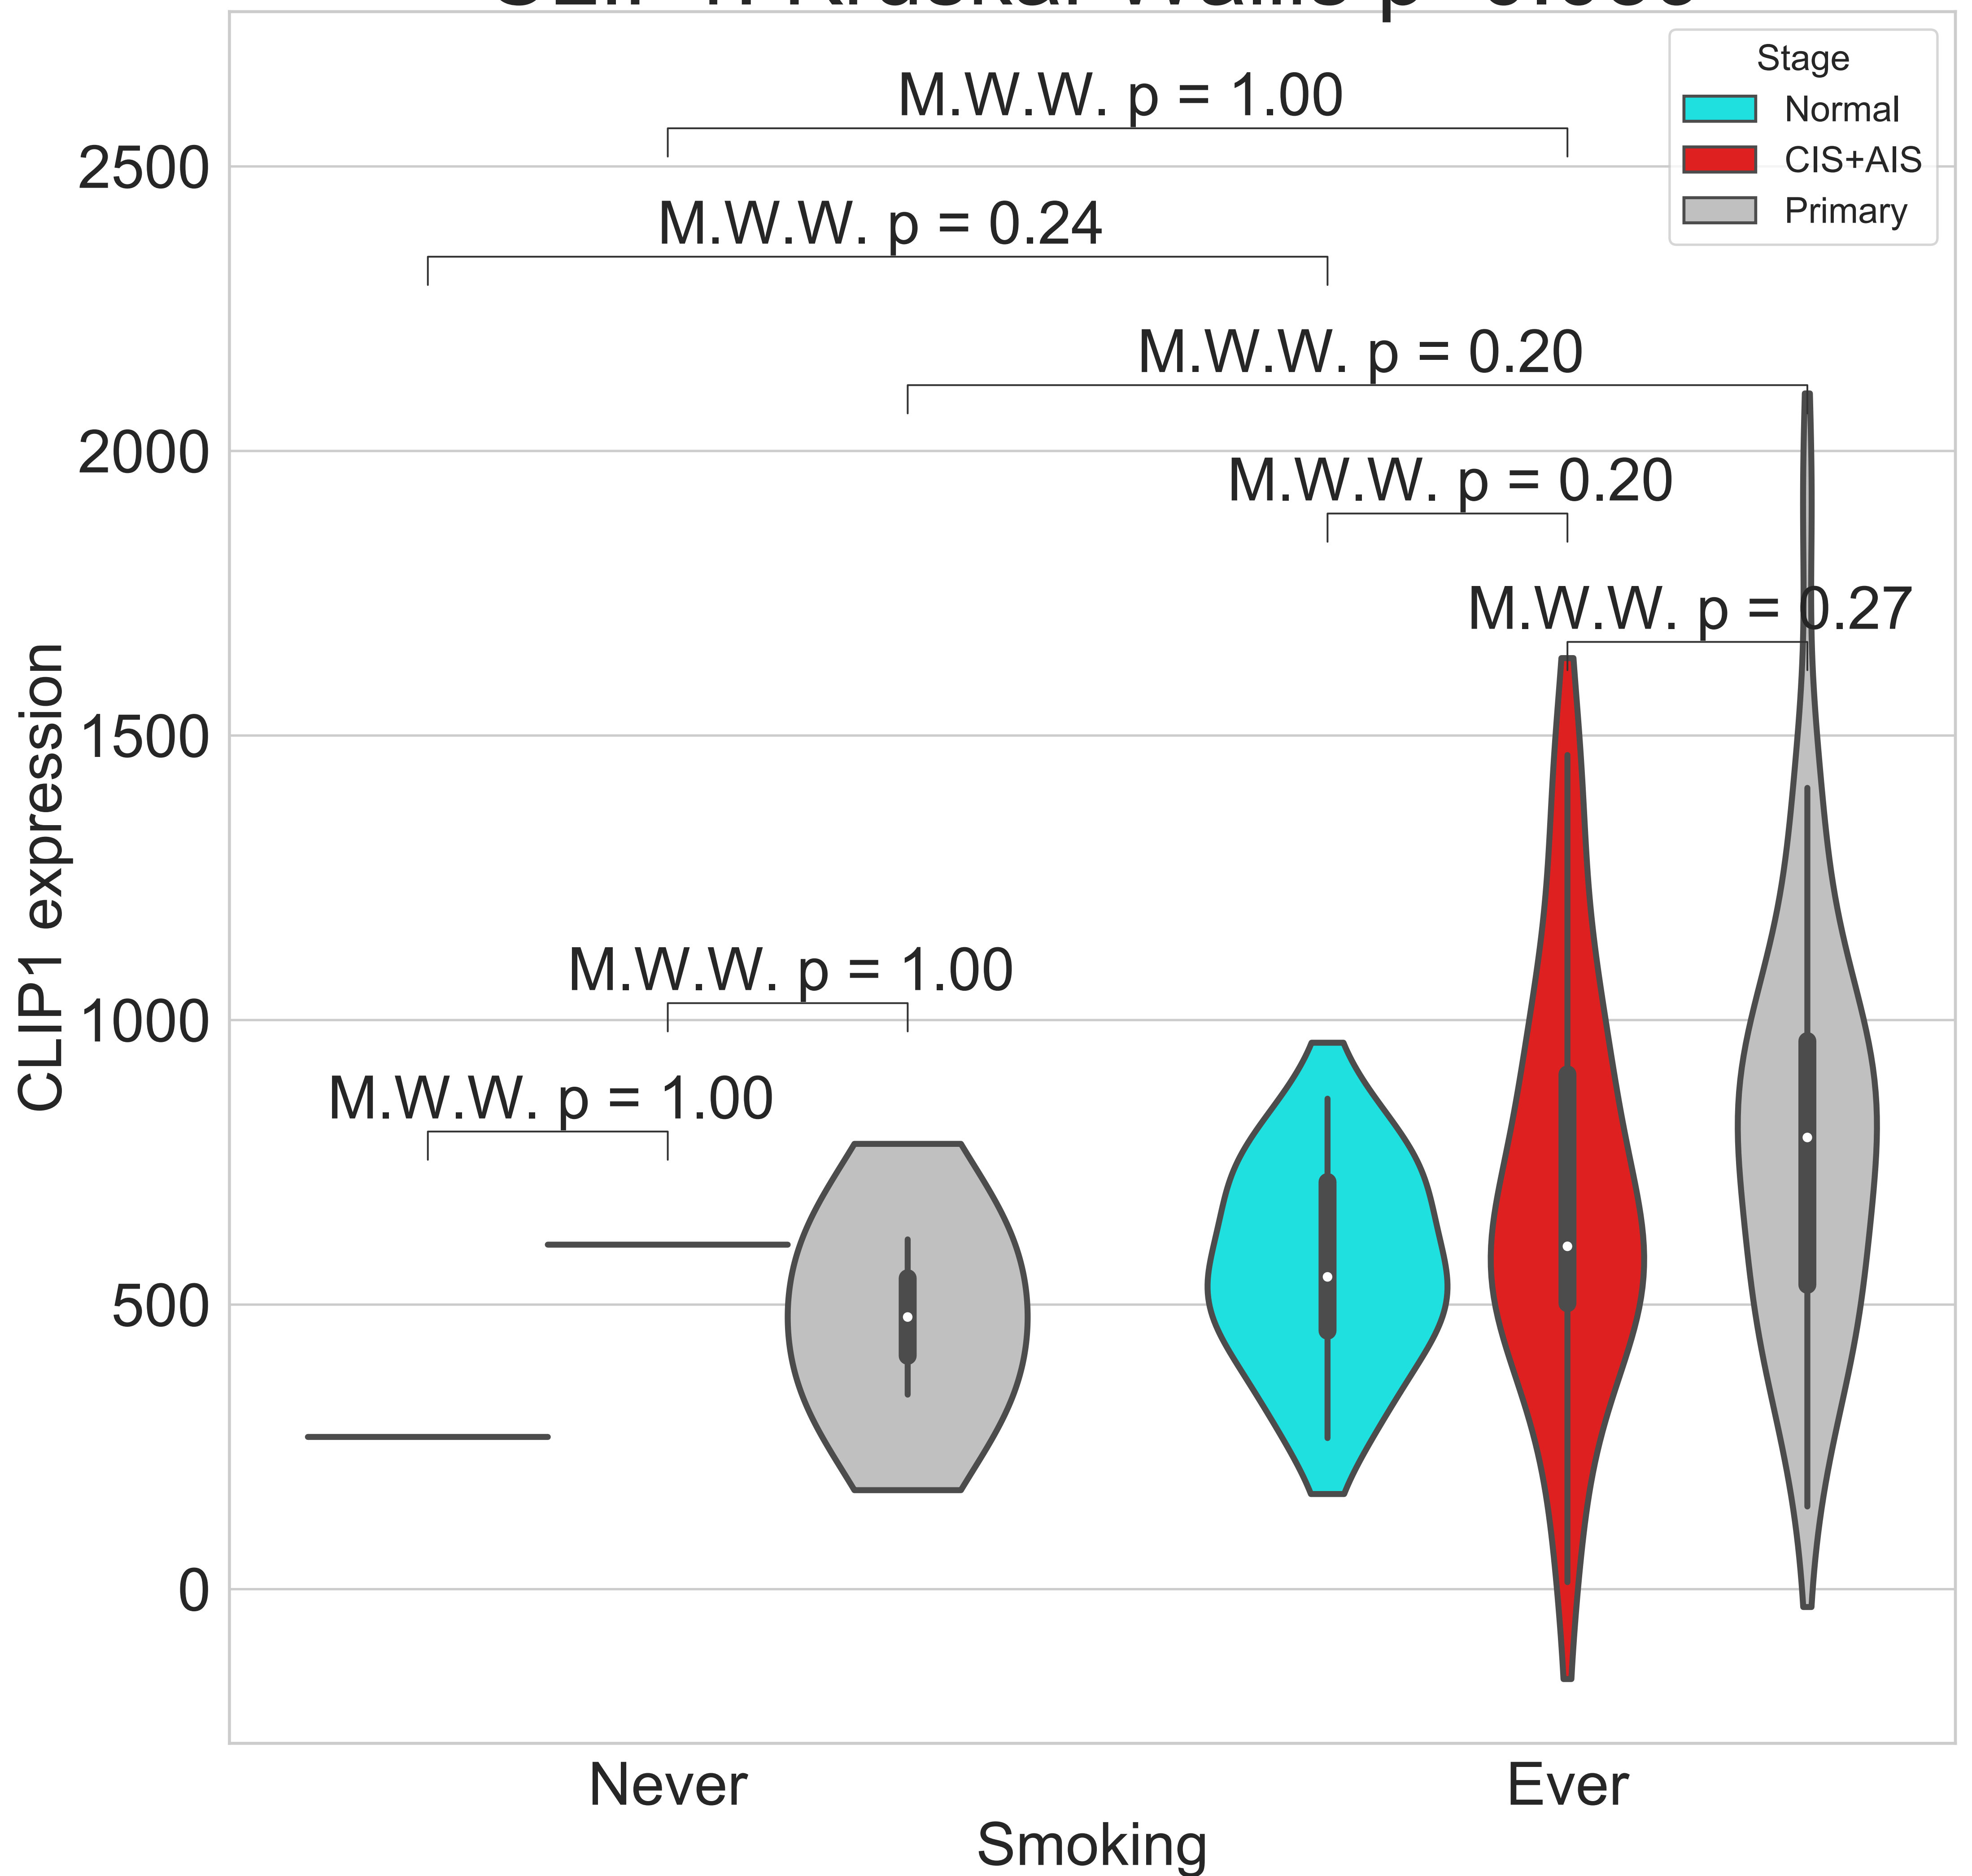 Stage
Normal
CIS+AIS
Primary
M.W.W. p = 1.00
M.W.W. p = 0.24
M.W.W. p = 0.20
M.W.W. p = 0.20
M.W.W. p = 0.27
M.W.W. p = 1.00
M.W.W. p = 1.00
2500
2000
1500
1000
500
0
CLIP1 expression
Never
Ever
Smoking